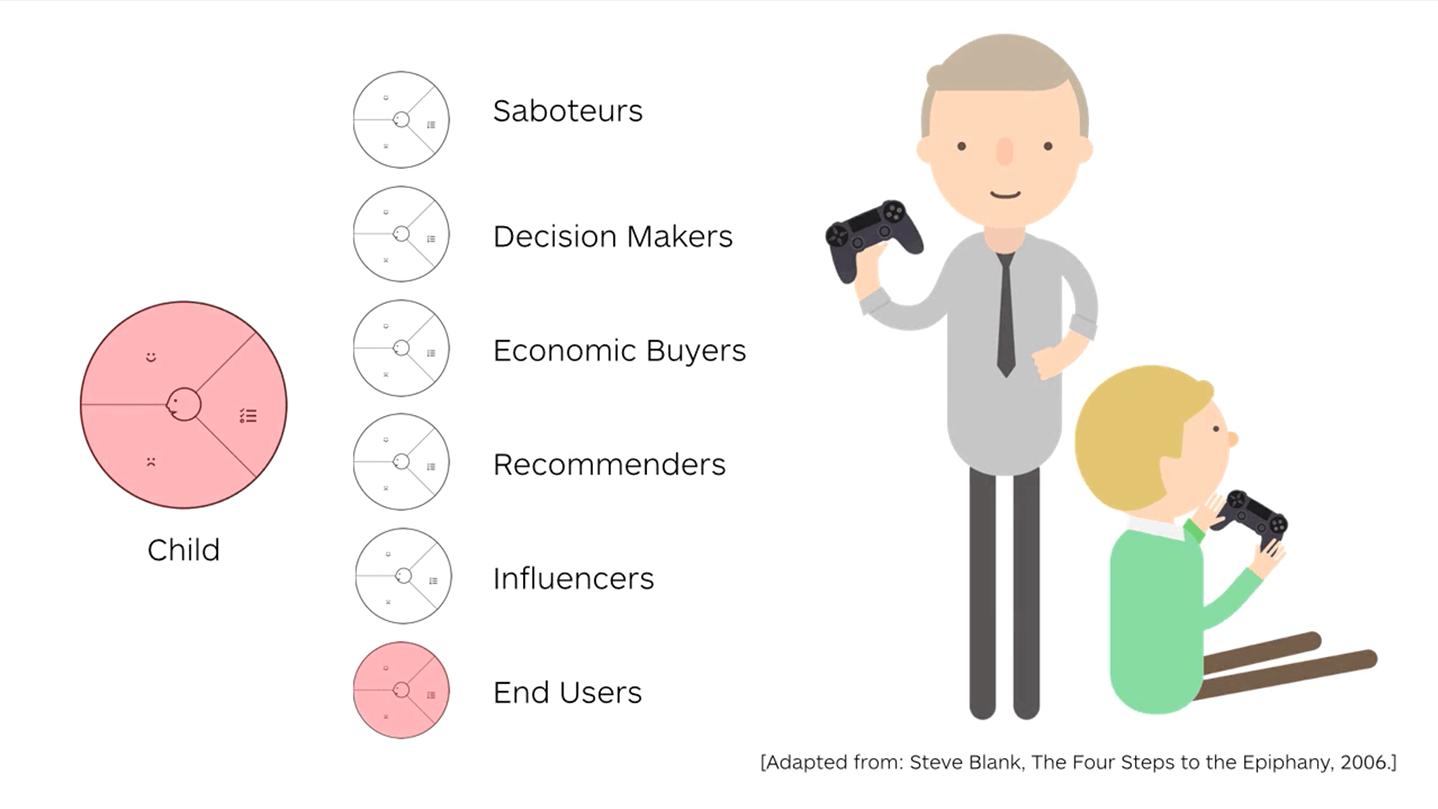 Saboteurs
Decision Makers
Economic Buyers
Recommenders
Influencers
End Users
Child
[Adapted from: Steve Blank, The Four Steps to the Epiphany, 2006.]